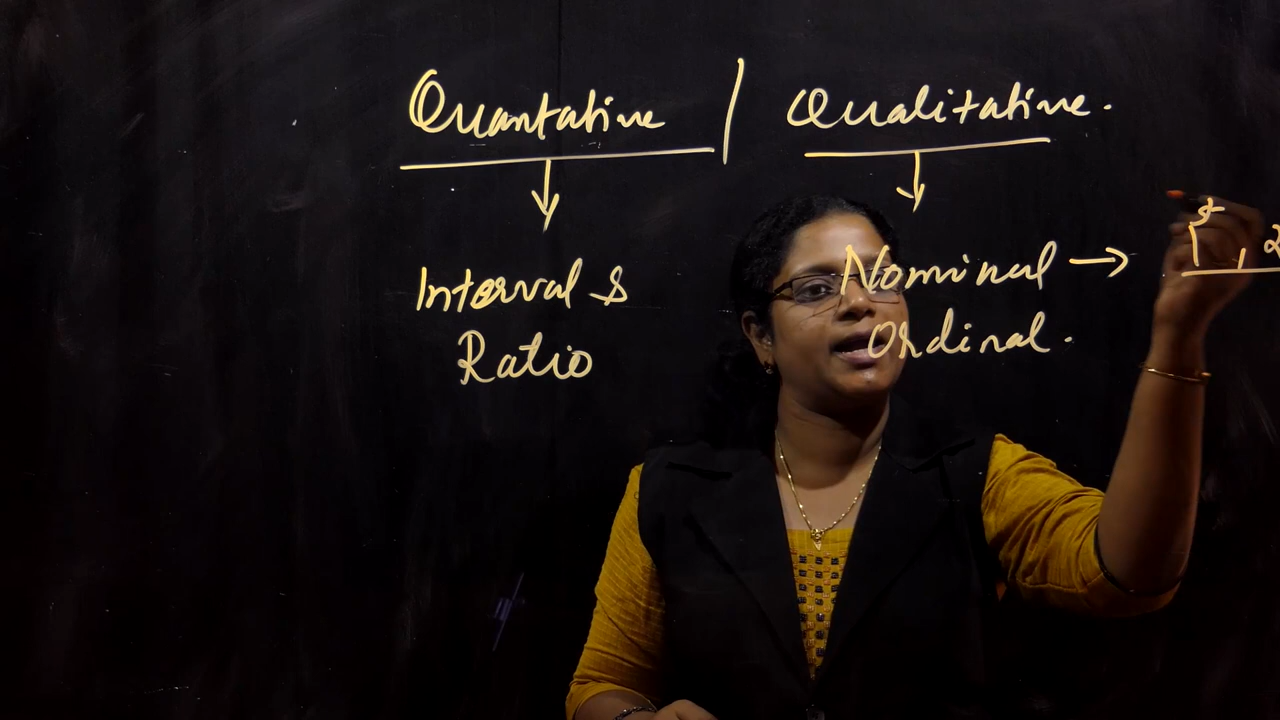 Quantative | Qualitative.
Interval &
Ratio
Nominal →
Ordinal.